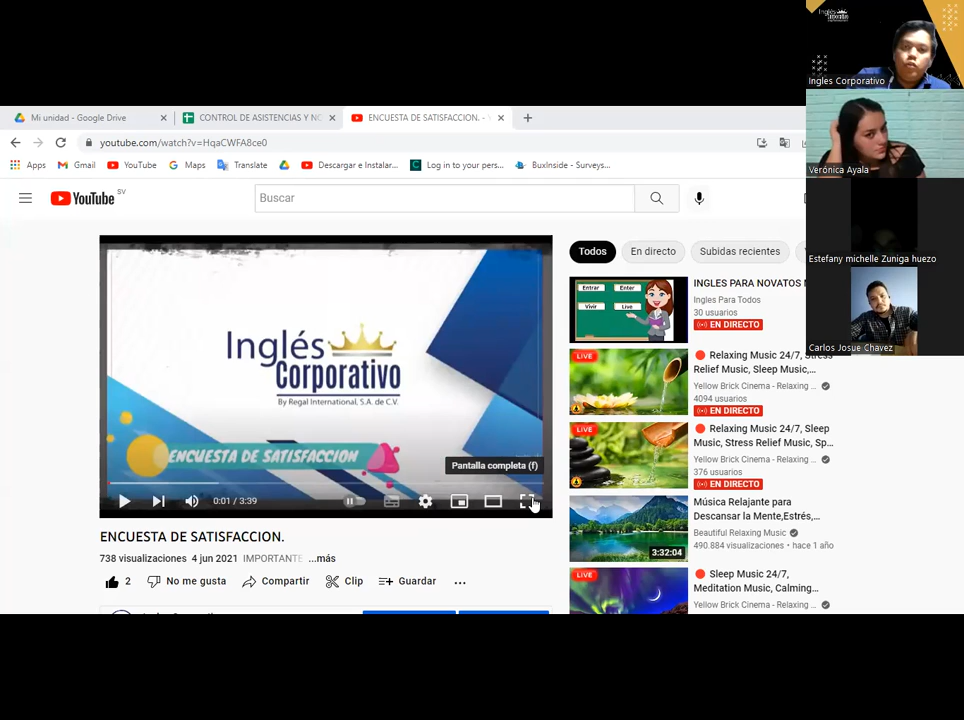 Mi unidad - Google Drive
CONTROL DE ASISTENCIAS Y NO
ENCUESTA DE SATISFACCION. -
youtube.com/watch?v=HqaCWFA8ce0
Apps
Gmail
YouTube
Maps
Translate
Descargar e Instalar...
Log in to your pers...
BuxInside - Surveys...
YouTube
SV
Buscar
Inglés
Corporativo
By Regal International, S.A. de C.V.
ENCUESTA DE SATISFACCION
Pantalla completa (f)
0:01 / 3:39
ENCUESTA DE SATISFACCION.
738 visualizaciones 4 jun 2021 IMPORTANTE ...más
2
No me gusta
Compartir
Clip
Guardar
Todos
En directo
Subidas recientes
Entrar
Enter
Vivir
Live
INGLES PARA NOVATOS
Ingles Para Todos
30 usuarios
EN DIRECTO
LIVE
Relaxing Music 24/7, Stress
Relief Music, Sleep Music,...
Yellow Brick Cinema - Relaxing ...
4094 usuarios
EN DIRECTO
LIVE
Relaxing Music 24/7, Sleep
Music, Stress Relief Music, Sp...
Yellow Brick Cinema - Relaxing ...
376 usuarios
EN DIRECTO
3:32:04
Música Relajante para
Descansar la Mente,Estrés,...
Beautiful Relaxing Music
490.884 visualizaciones • hace 1 año
LIVE
Sleep Music 24/7,
Meditation Music, Calming...
Yellow Brick Cinema - Relaxing ...
Inglés
Corporativo
Ingles Corporativo
Verónica Ayala
Estefany michelle Zuniga huezo
Carlos Josue Chavez